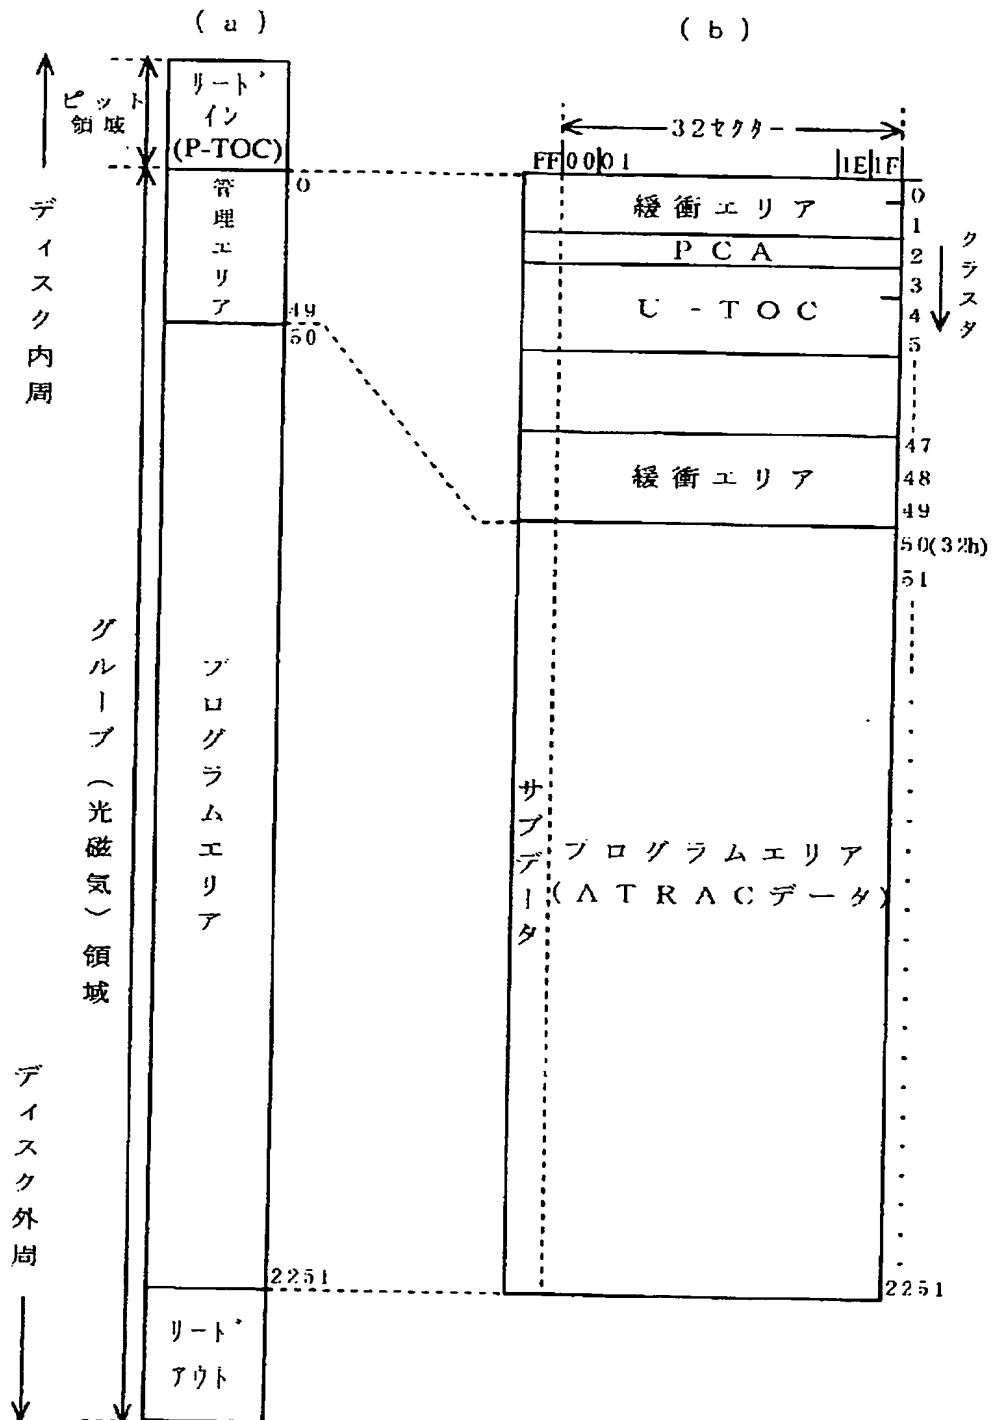 (a)
(b)
ピット
領域
リード
イン
(P-TOC)
32セクター
FF 00 01 1E 1F
ディスク内周
管理エリア
0
49
50
緩衝エリア
PCA
U-TOC
緩衝エリア
0
1
2
3
4
5
47
48
49
50(32h)
51
クラスタ
グルーブ(光磁気)領域
プログラムエリア
サブデータ
プログラムエリア
(ATRACデータ)
ディスク外周
2251
2251
リード
アウト